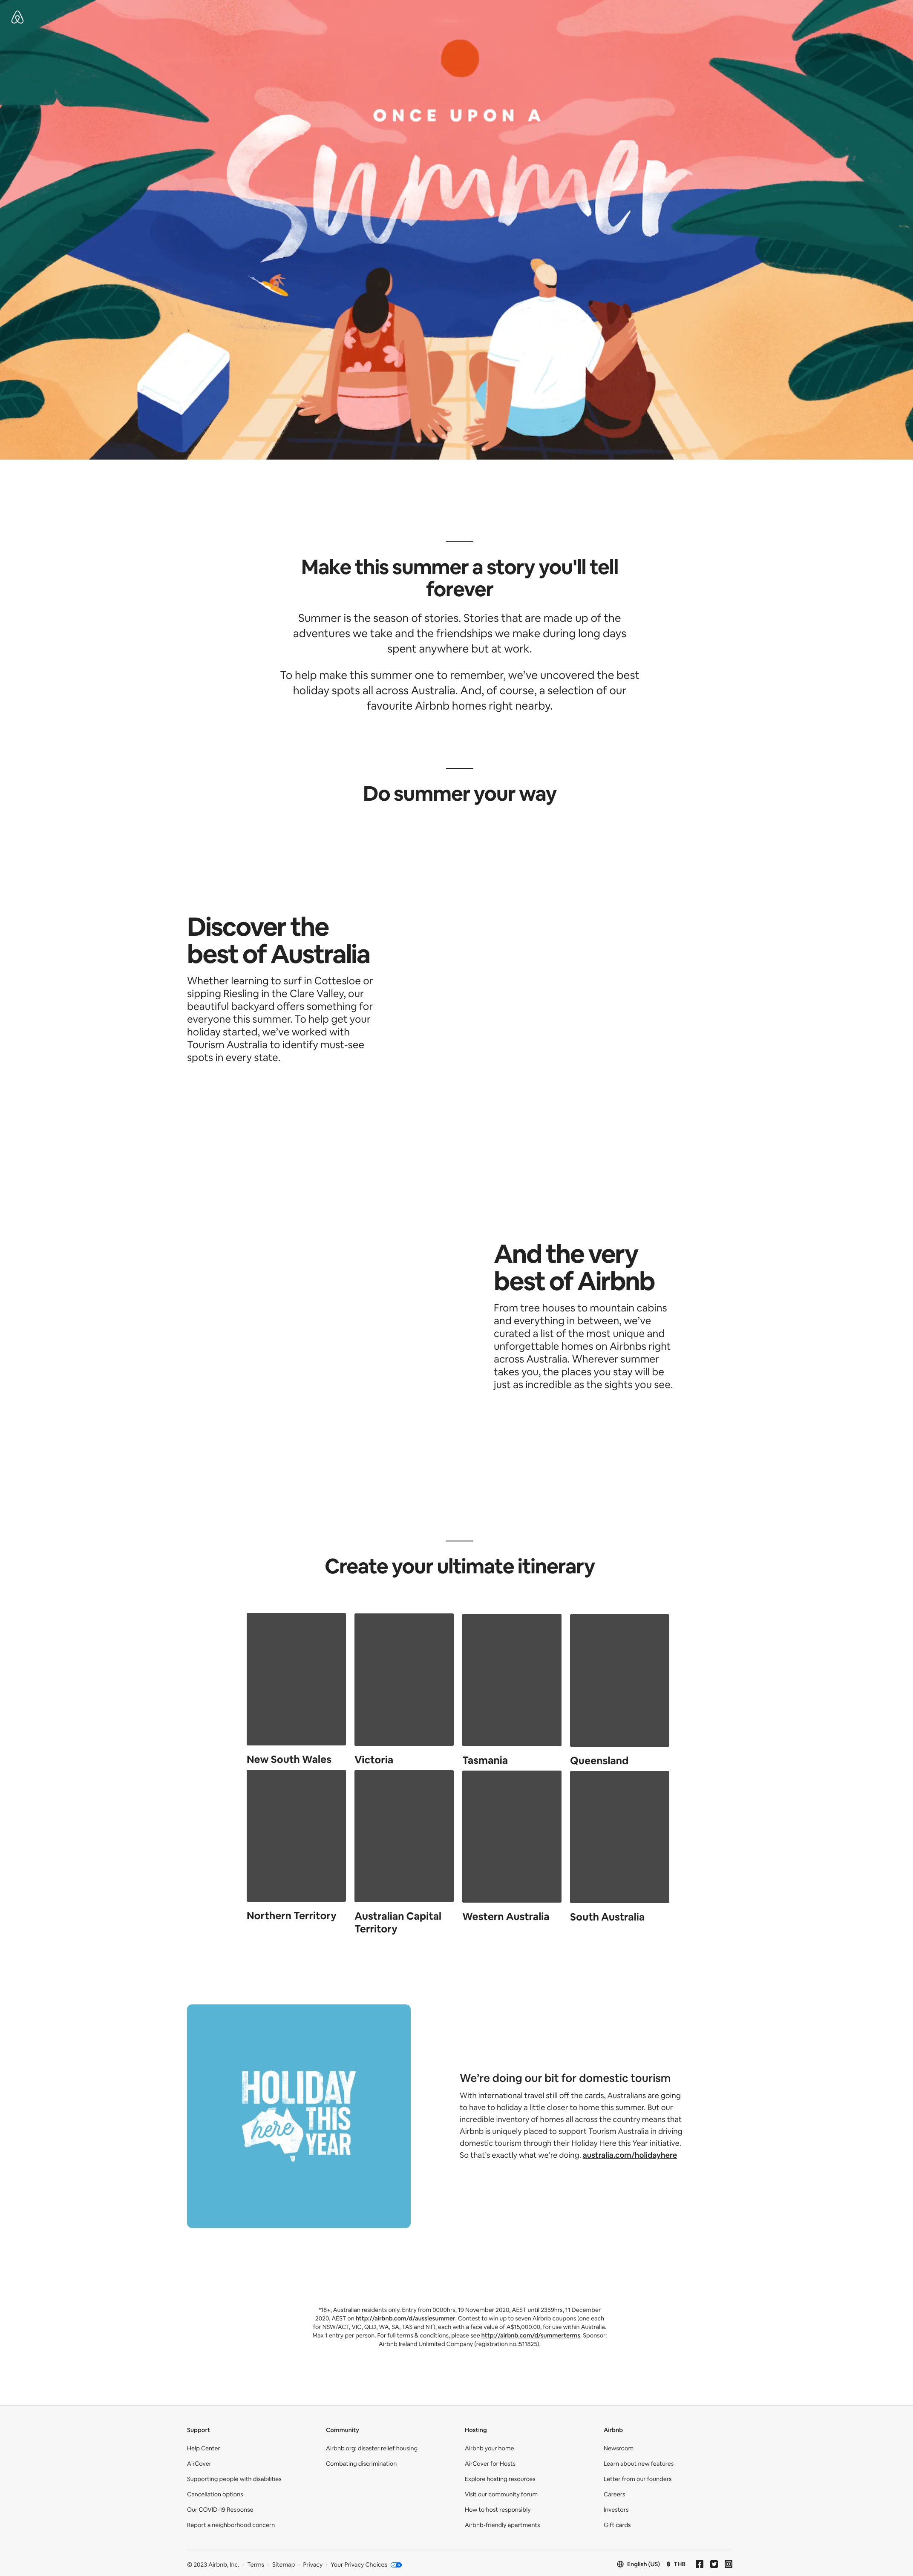 ONCE UPON A
Summer
Make this summer a story you'll tell
forever
Summer is the season of stories. Stories that are made up of the
adventures we take and the friendships we make during long days
spent anywhere but at work.
To help make this summer one to remember, we've uncovered the best
holiday spots all across Australia. And, of course, a selection of our
favourite Airbnb homes right nearby.
Do summer your way
Discover the
best of Australia
Whether learning to surf in Cottesloe or
sipping Riesling in the Clare Valley, our
beautiful backyard offers something for
everyone this summer. To help get your
holiday started, we've worked with
Tourism Australia to identify must-see
spots in every state.
And the very
best of Airbnb
From tree houses to mountain cabins
and everything in between, we've
curated a list of the most unique and
unforgettable homes on Airbnbs right
across Australia. Wherever summer
takes you, the places you stay will be
just as incredible as the sights you see.
Create your ultimate itinerary
New South Wales
Victoria
Tasmania
Queensland
Northern Territory
Australian Capital
Territory
Western Australia
South Australia
HOLIDAY
here THIS
YEAR
We're doing our bit for domestic tourism
With international travel still off the cards, Australians are going
to have to holiday a little closer to home this summer. But our
incredible inventory of homes all across the country means that
Airbnb is uniquely placed to support Tourism Australia in driving
domestic tourism through their Holiday Here this Year initiative.
So that's exactly what we're doing. australia.com/holidayhere
*18+, Australian residents only. Entry from 0000hrs, 19 November 2020, AEST until 2359hrs, 11 December
2020, AEST on http://airbnb.com/d/aussiesummer. Contest to win up to seven Airbnb coupons (one each
for NSW/ACT, VIC, QLD, WA, SA, TAS and NT), each with a face value of A$15,000.00, for use within Australia.
Max 1 entry per person. For full terms & conditions, please see http://airbnb.com/d/summerterms. Sponsor:
Airbnb Ireland Unlimited Company (registration no.:511825).
Support
Help Center
AirCover
Supporting people with disabilities
Cancellation options
Our COVID-19 Response
Report a neighborhood concern
Community
Airbnb.org: disaster relief housing
Combating discrimination
Hosting
Airbnb your home
AirCover for Hosts
Explore hosting resources
Visit our community forum
How to host responsibly
Airbnb-friendly apartments
Airbnb
Newsroom
Learn about new features
Letter from our founders
Careers
Investors
Gift cards
© 2023 Airbnb, Inc. · Terms · Sitemap · Privacy · Your Privacy Choices
English (US) ฿ THB